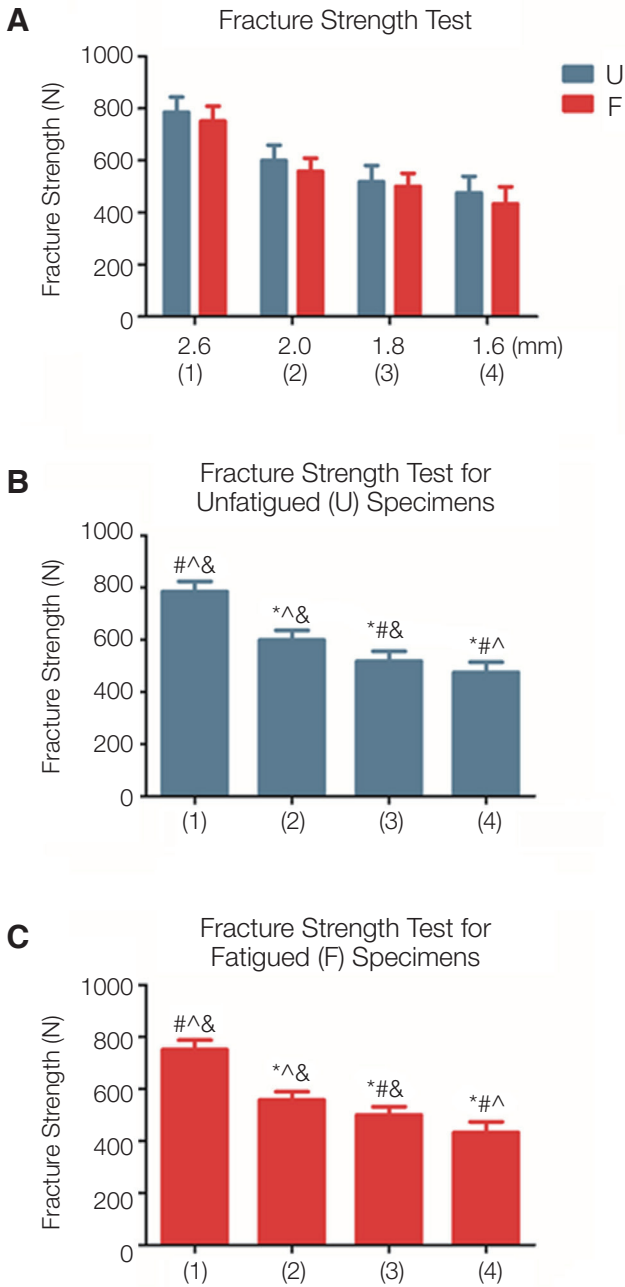 A
Fracture Strength Test
Fracture Strength (N)
1000
800
600
400
200
0
U
F
2.6 2.0 1.8 1.6 (mm)
(1) (2) (3) (4)
B
Fracture Strength Test for
Unfatigued (U) Specimens
Fracture Strength (N)
1000
800
600
400
200
0
#^&
*^&
*#&
*#^
(1) (2) (3) (4)
C
Fracture Strength Test for
Fatigued (F) Specimens
Fracture Strength (N)
1000
800
600
400
200
0
#^&
*^&
*#&
*#^
(1) (2) (3) (4)